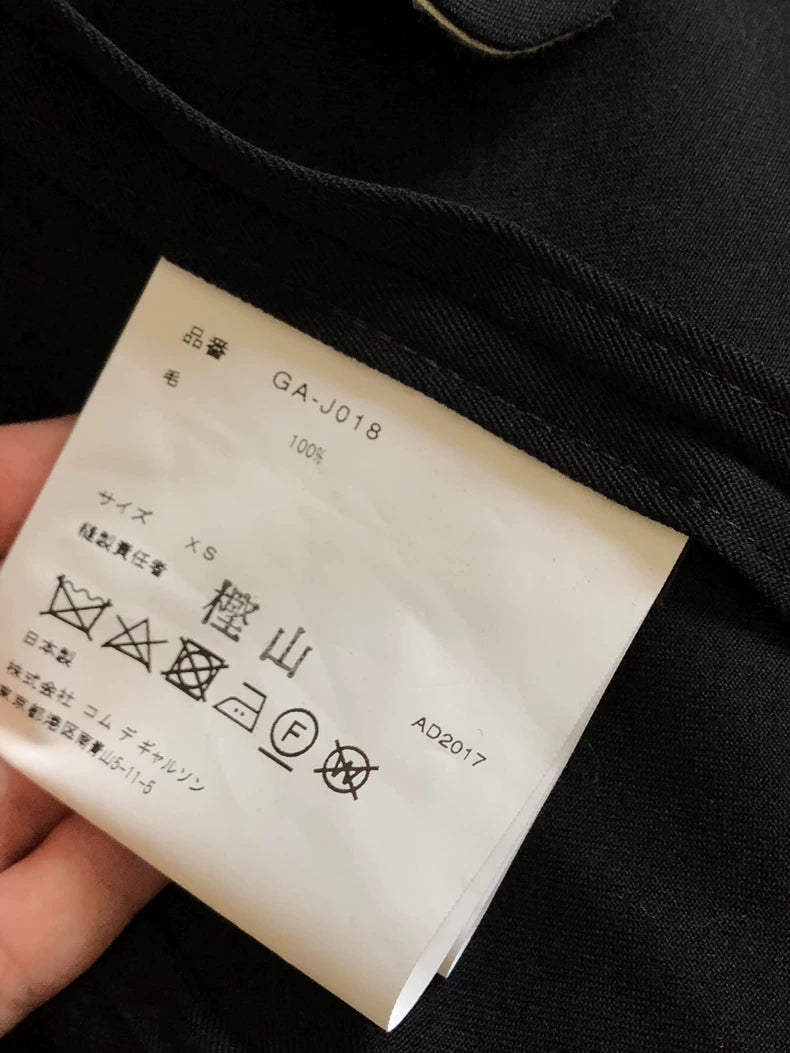 品番 GA-J018
毛 100%
サイズ XS
縫製責任者 樫山
日本製 AD2017
株式会社 コム デ ギャルソン
東京都港区南青山5-11-5
F
W